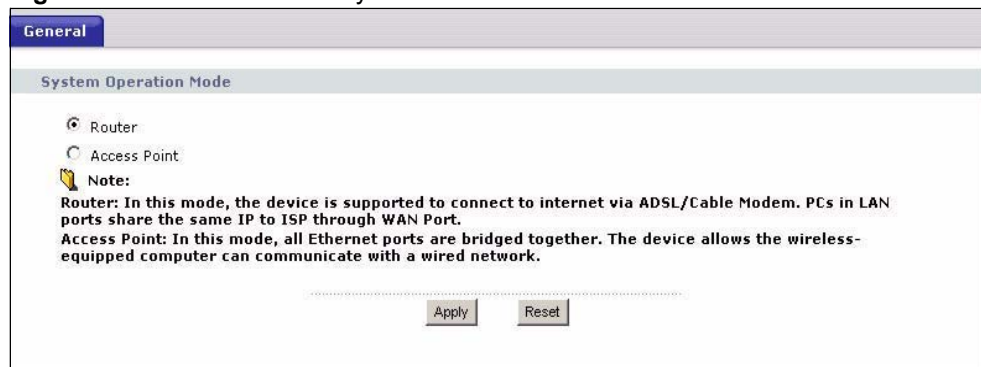 General
System Operation Mode
Router
Access Point
Note:
Router: In this mode, the device is supported to connect to internet via ADSL/Cable Modem. PCs in LAN
ports share the same IP to ISP through WAN Port.
Access Point: In this mode, all Ethernet ports are bridged together. The device allows the wireless-
equipped computer can communicate with a wired network.
Apply Reset